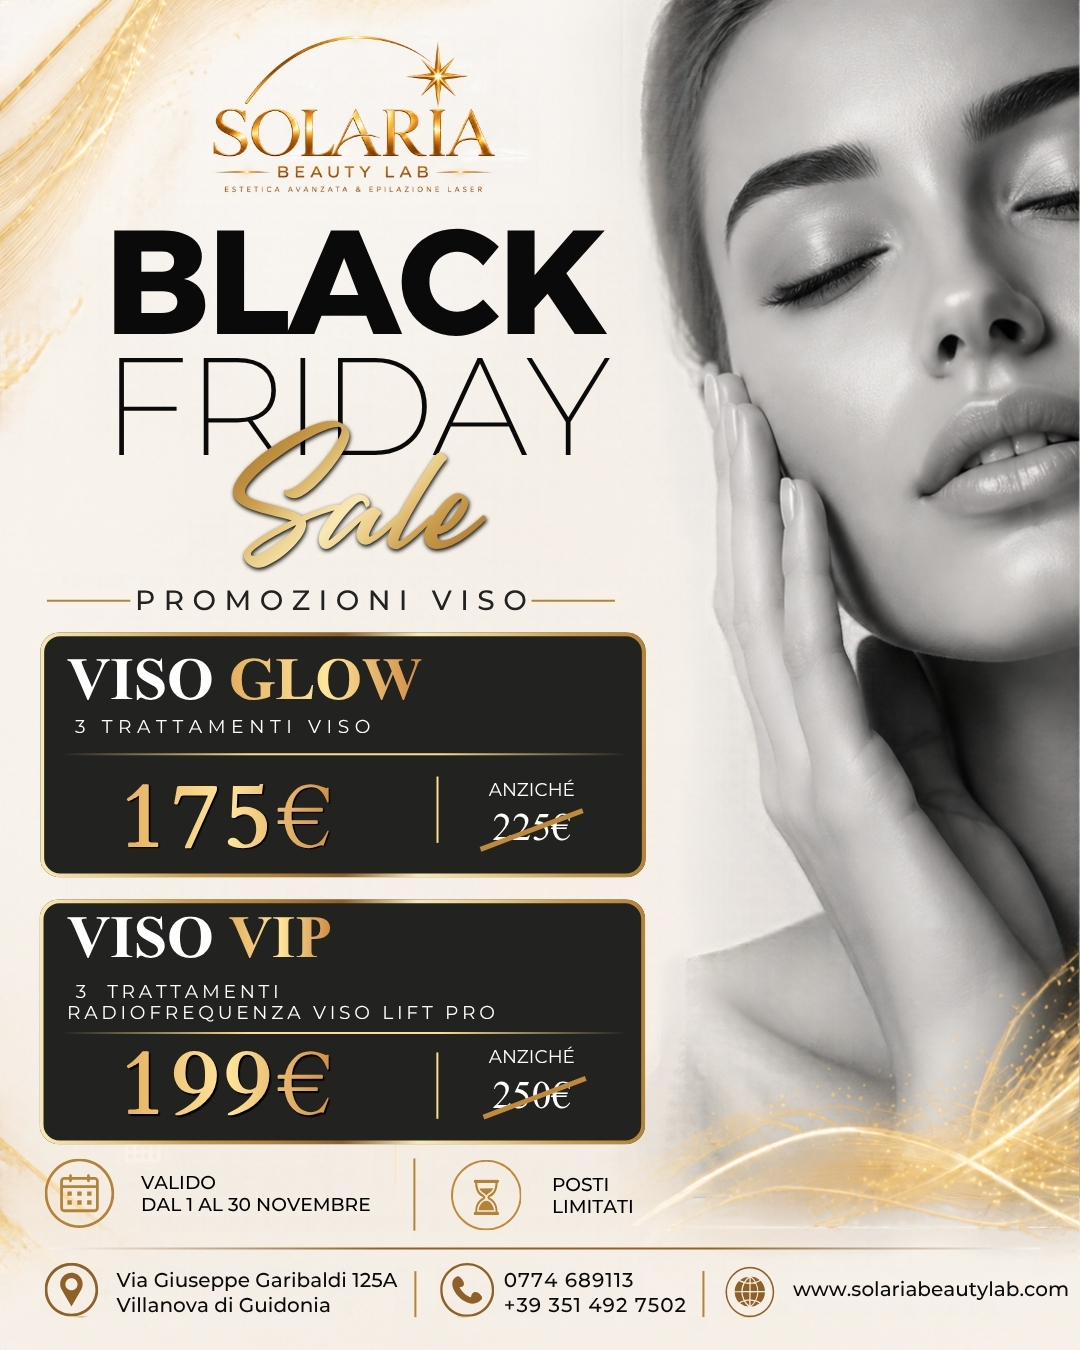 SOLARIA
BEAUTY LAB
ESTETICA AVANZATA & EPILAZIONE LASER
BLACK
FRIDAY
Sale
PROMOZIONI VISO
VISO GLOW
3 TRATTAMENTI VISO
175€
ANZICHÉ
225€
VISO VIP
3 TRATTAMENTI
RADIOFREQUENZA VISO LIFT PRO
199€
ANZICHÉ
250€
VALIDO
DAL 1 AL 30 NOVEMBRE
POSTI
LIMITATI
Via Giuseppe Garibaldi 125A
Villanova di Guidonia
0774 689113
+39 351 492 7502
www.solariabeautylab.com